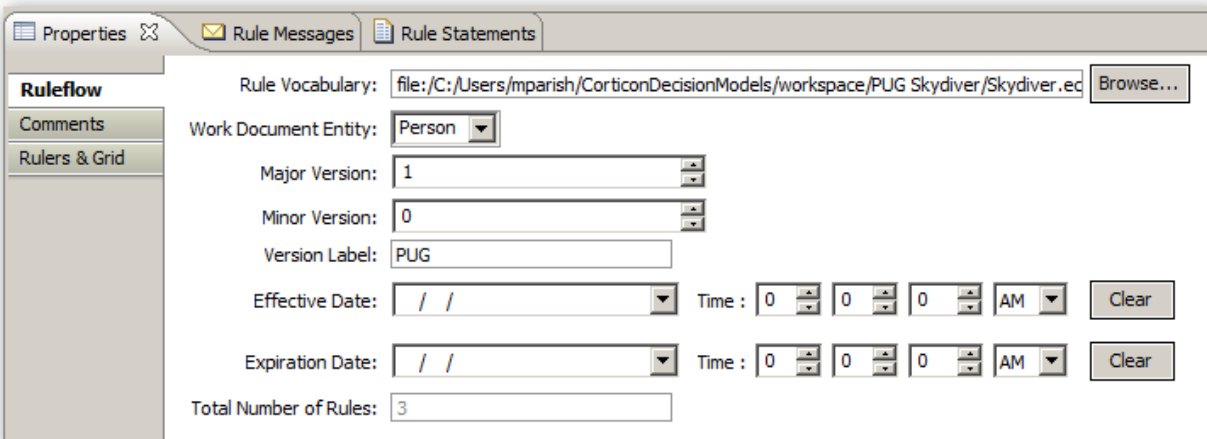 Properties Rule Messages Rule Statements
Ruleflow
Comments
Rulers & Grid
Rule Vocabulary: file:/C:/Users/mparish/CorticonDecisionModels/workspace/PUG Skydiver/Skydiver.ec Browse...
Work Document Entity: Person
Major Version: 1
Minor Version: 0
Version Label: PUG
Effective Date: / / Time : 0 0 0 AM Clear
Expiration Date: / / Time : 0 0 0 AM Clear
Total Number of Rules: 3